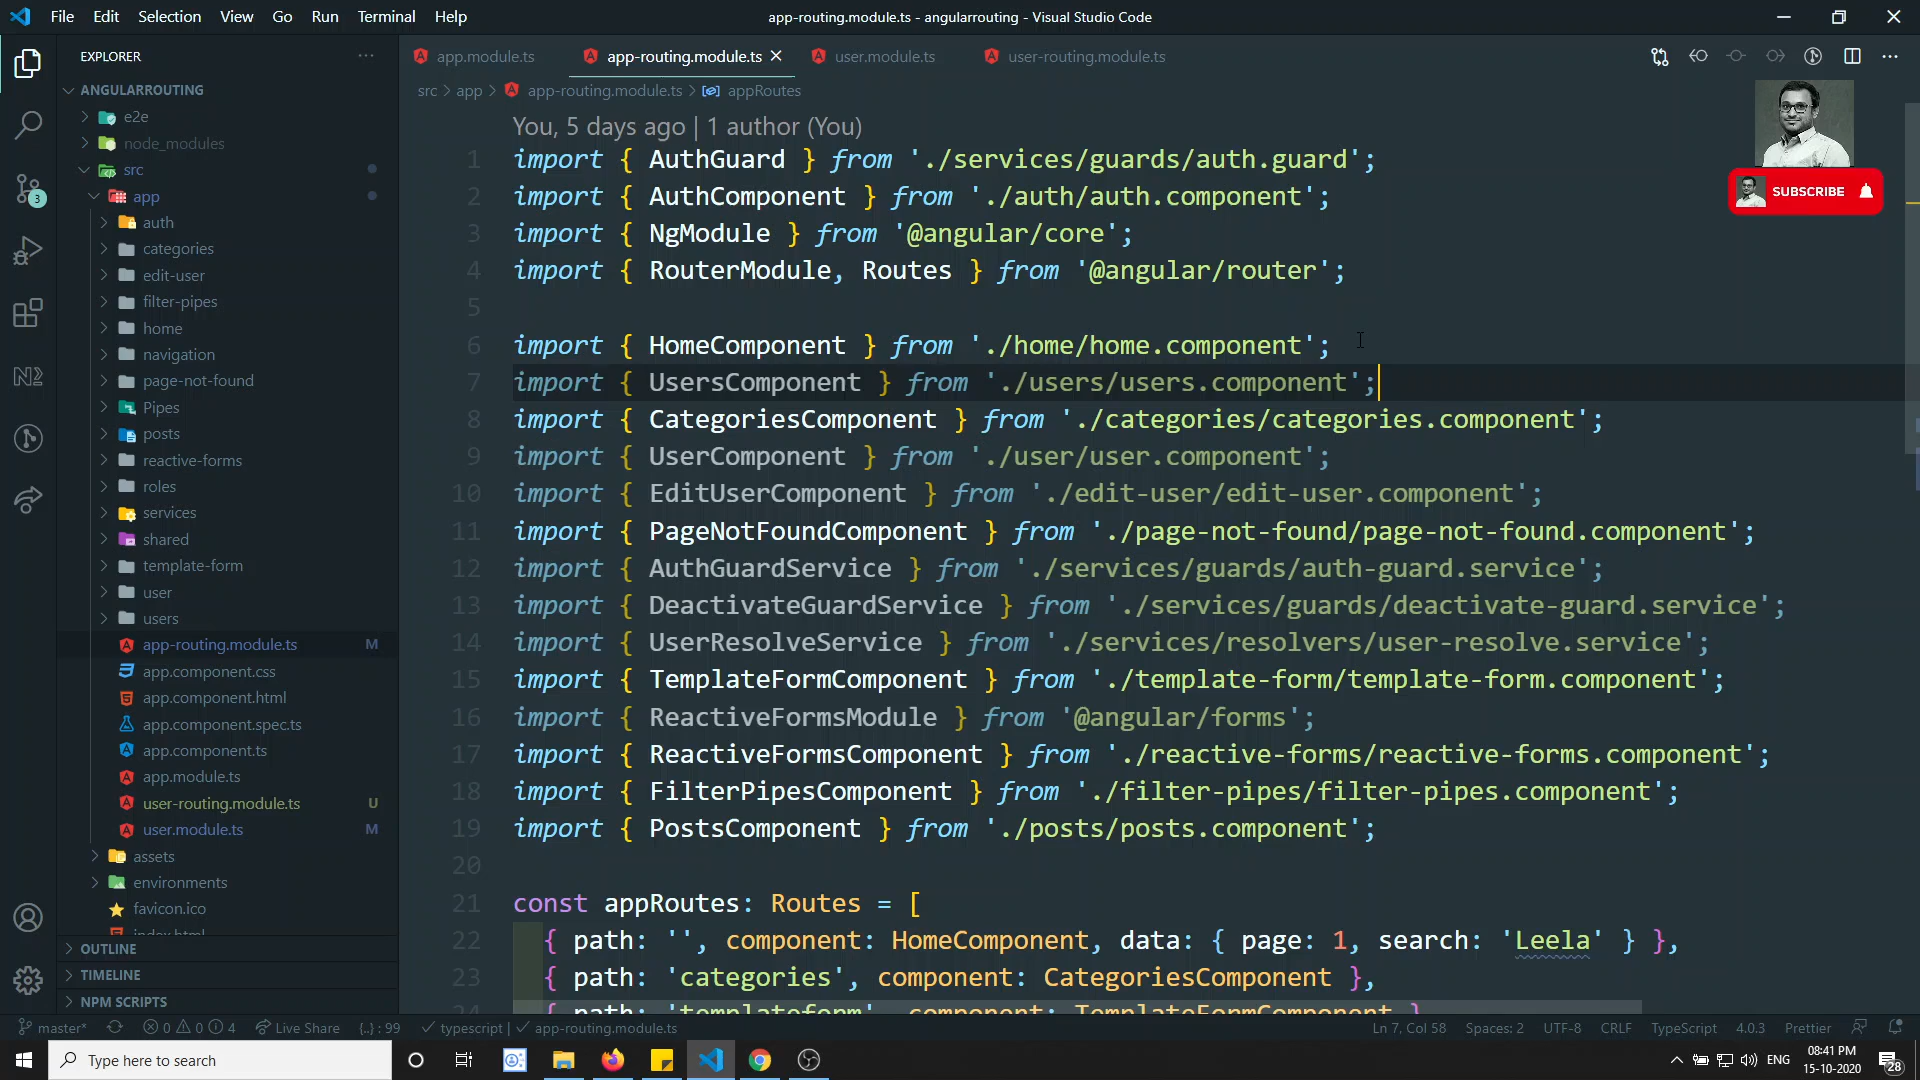 File Edit Selection View Go Run Terminal Help
app-routing.module.ts - angularrouting - Visual Studio Code
EXPLORER
ANGULARROUTING
e2e
node_modules
src
app
auth
categories
edit-user
filter-pipes
home
navigation
page-not-found
Pipes
posts
reactive-forms
roles
services
shared
template-form
user
users
app-routing.module.ts M
app.component.css
app.component.html
app.component.spec.ts
app.component.ts
app.module.ts
user-routing.module.ts U
user.module.ts M
assets
environments
favicon.ico
index.html
OUTLINE
TIMELINE
NPM SCRIPTS
3
app.module.ts app-routing.module.ts user.module.ts user-routing.module.ts
src > app > app-routing.module.ts > appRoutes
SUBSCRIBE
You, 5 days ago | 1 author (You)
1 import { AuthGuard } from './services/guards/auth.guard';
2 import { AuthComponent } from './auth/auth.component';
3 import { NgModule } from '@angular/core';
4 import { RouterModule, Routes } from '@angular/router';
5
6 import { HomeComponent } from './home/home.component';
7 import { UsersComponent } from './users/users.component';
8 import { CategoriesComponent } from './categories/categories.component';
9 import { UserComponent } from './user/user.component';
10 import { EditUserComponent } from './edit-user/edit-user.component';
11 import { PageNotFoundComponent } from './page-not-found/page-not-found.component';
12 import { AuthGuardService } from './services/guards/auth-guard.service';
13 import { DeactivateGuardService } from './services/guards/deactivate-guard.service';
14 import { UserResolveService } from './services/resolvers/user-resolve.service';
15 import { TemplateFormComponent } from './template-form/template-form.component';
16 import { ReactiveFormsModule } from '@angular/forms';
17 import { ReactiveFormsComponent } from './reactive-forms/reactive-forms.component';
18 import { FilterPipesComponent } from './filter-pipes/filter-pipes.component';
19 import { PostsComponent } from './posts/posts.component';
20
21 const appRoutes: Routes = [
22 { path: '', component: HomeComponent, data: { page: 1, search: 'Leela' } },
23 { path: 'categories', component: CategoriesComponent },
24 { path: 'templateform', component: TemplateFormComponent },
master* 0 0 4 Live Share {..} : 99 typescript | app-routing.module.ts
Ln 7, Col 58 Spaces: 2 UTF-8 CRLF TypeScript 4.0.3 Prettier
Type here to search
ENG
08:41 PM
15-10-2020
28